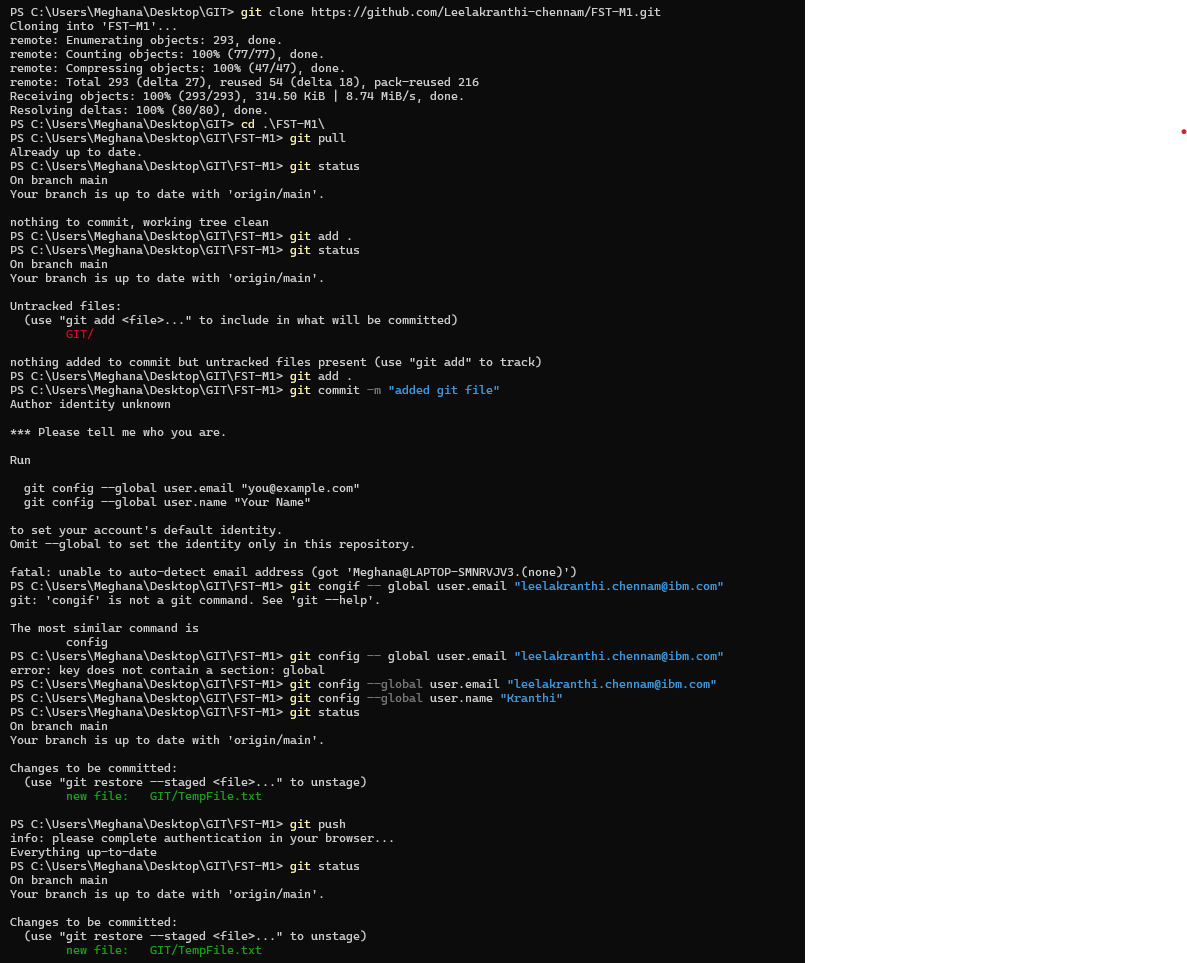 PS C:\Users\Meghana\Desktop\GIT> git clone https://github.com/Leelakranthi-chennam/FST-M1.git
Cloning into 'FST-M1'...
remote: Enumerating objects: 293, done.
remote: Counting objects: 100% (77/77), done.
remote: Compressing objects: 100% (47/47), done.
remote: Total 293 (delta 27), reused 54 (delta 18), pack-reused 216
Receiving objects: 100% (293/293), 314.50 KiB | 8.74 MiB/s, done.
Resolving deltas: 100% (80/80), done.
PS C:\Users\Meghana\Desktop\GIT> cd .\FST-M1\
PS C:\Users\Meghana\Desktop\GIT\FST-M1> git pull
Already up to date.
PS C:\Users\Meghana\Desktop\GIT\FST-M1> git status
On branch main
Your branch is up to date with 'origin/main'.

nothing to commit, working tree clean
PS C:\Users\Meghana\Desktop\GIT\FST-M1> git add .
PS C:\Users\Meghana\Desktop\GIT\FST-M1> git status
On branch main
Your branch is up to date with 'origin/main'.

Untracked files:
  (use "git add <file>..." to include in what will be committed)
        GIT/

nothing added to commit but untracked files present (use "git add" to track)
PS C:\Users\Meghana\Desktop\GIT\FST-M1> git add .
PS C:\Users\Meghana\Desktop\GIT\FST-M1> git commit -m "added git file"
Author identity unknown

*** Please tell me who you are.

Run

  git config --global user.email "you@example.com"
  git config --global user.name "Your Name"

to set your account's default identity.
Omit --global to set the identity only in this repository.

fatal: unable to auto-detect email address (got 'Meghana@LAPTOP-SMNRVJV3.(none)')
PS C:\Users\Meghana\Desktop\GIT\FST-M1> git congif -- global user.email "leelakranthi.chennam@ibm.com"
git: 'congif' is not a git command. See 'git --help'.

The most similar command is
        config
PS C:\Users\Meghana\Desktop\GIT\FST-M1> git config -- global user.email "leelakranthi.chennam@ibm.com"
error: key does not contain a section: global
PS C:\Users\Meghana\Desktop\GIT\FST-M1> git config --global user.email "leelakranthi.chennam@ibm.com"
PS C:\Users\Meghana\Desktop\GIT\FST-M1> git config --global user.name "Kranthi"
PS C:\Users\Meghana\Desktop\GIT\FST-M1> git status
On branch main
Your branch is up to date with 'origin/main'.

Changes to be committed:
  (use "git restore --staged <file>..." to unstage)
        new file:   GIT/TempFile.txt

PS C:\Users\Meghana\Desktop\GIT\FST-M1> git push
info: please complete authentication in your browser...
Everything up-to-date
PS C:\Users\Meghana\Desktop\GIT\FST-M1> git status
On branch main
Your branch is up to date with 'origin/main'.

Changes to be committed:
  (use "git restore --staged <file>..." to unstage)
        new file:   GIT/TempFile.txt